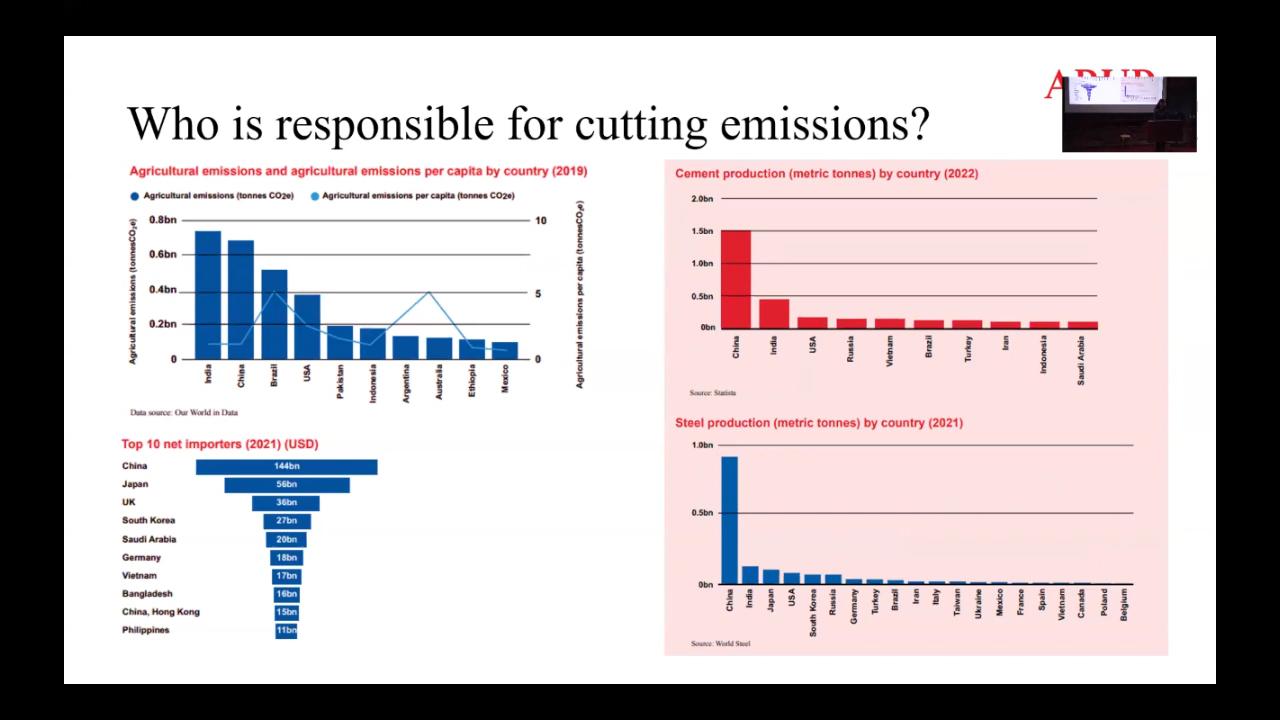 Who is responsible for cutting emissions?
Agricultural emissions and agricultural emissions per capita by country (2019)
Agricultural emissions (tonnes CO2e)
Agricultural emissions per capita (tonnes CO2e)
Agricultural emissions (tonnesCO2e)
0.8bn
0.6bn
0.4bn
0.2bn
0
10
5
0
Agricultural emissions per capita (tonnesCO2e)
India
China
Brazil
USA
Pakistan
Indonesia
Argentina
Australia
Ethiopia
Mexico
Data source: Our World in Data
Top 10 net importers (2021) (USD)
China 144bn
Japan 56bn
UK 36bn
South Korea 27bn
Saudi Arabia 20bn
Germany 18bn
Vietnam 17bn
Bangladesh 16bn
China, Hong Kong 15bn
Philippines 11bn
Cement production (metric tonnes) by country (2022)
2.0bn
1.5bn
1.0bn
0.5bn
0bn
China
India
USA
Russia
Vietnam
Brazil
Turkey
Iran
Indonesia
Saudi Arabia
Source: Statista
Steel production (metric tonnes) by country (2021)
1.0bn
0.5bn
0bn
China
India
Japan
USA
South Korea
Russia
Germany
Turkey
Brazil
Iran
Italy
Taiwan
Ukraine
Mexico
France
Spain
Vietnam
Canada
Poland
Belgium
Source: World Steel